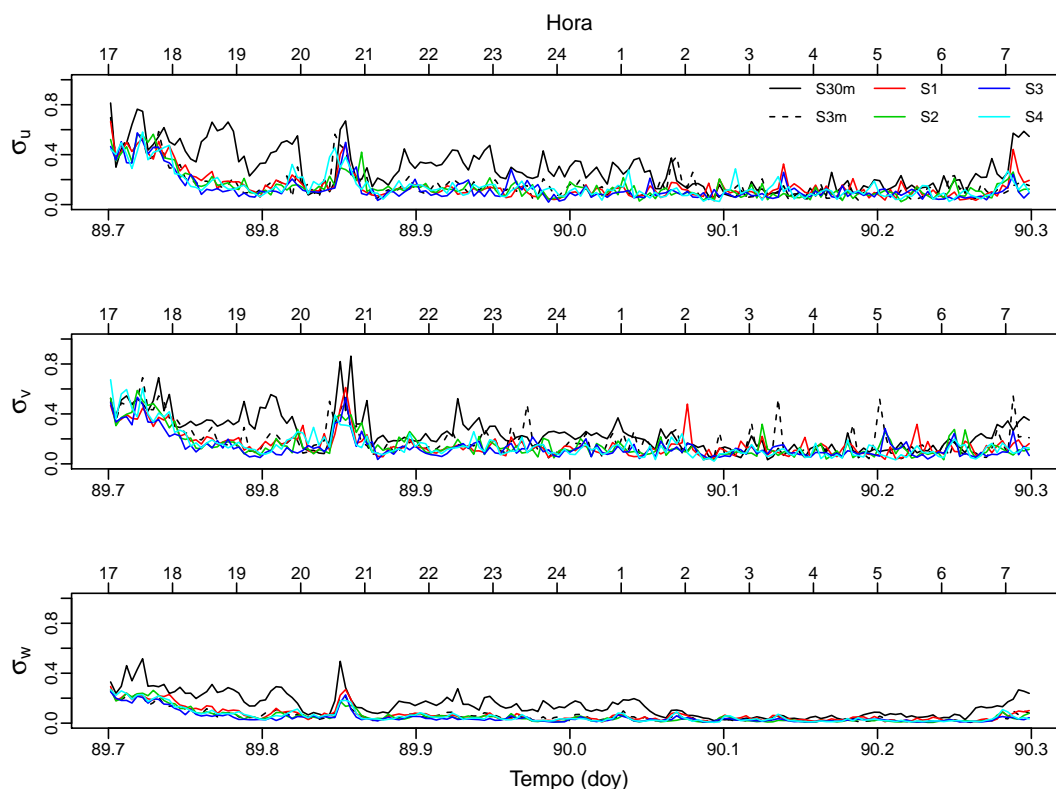 Hora
17 18 19 20 21 22 23 24 1 2 3 4 5 6 7
σu
0.0 0.4 0.8
S30m S1 S3
S3m S2 S4
89.7 89.8 89.9 90.0 90.1 90.2 90.3
17 18 19 20 21 22 23 24 1 2 3 4 5 6 7
σv
0.0 0.4 0.8
89.7 89.8 89.9 90.0 90.1 90.2 90.3
17 18 19 20 21 22 23 24 1 2 3 4 5 6 7
σw
0.0 0.4 0.8
89.7 89.8 89.9 90.0 90.1 90.2 90.3
Tempo (doy)